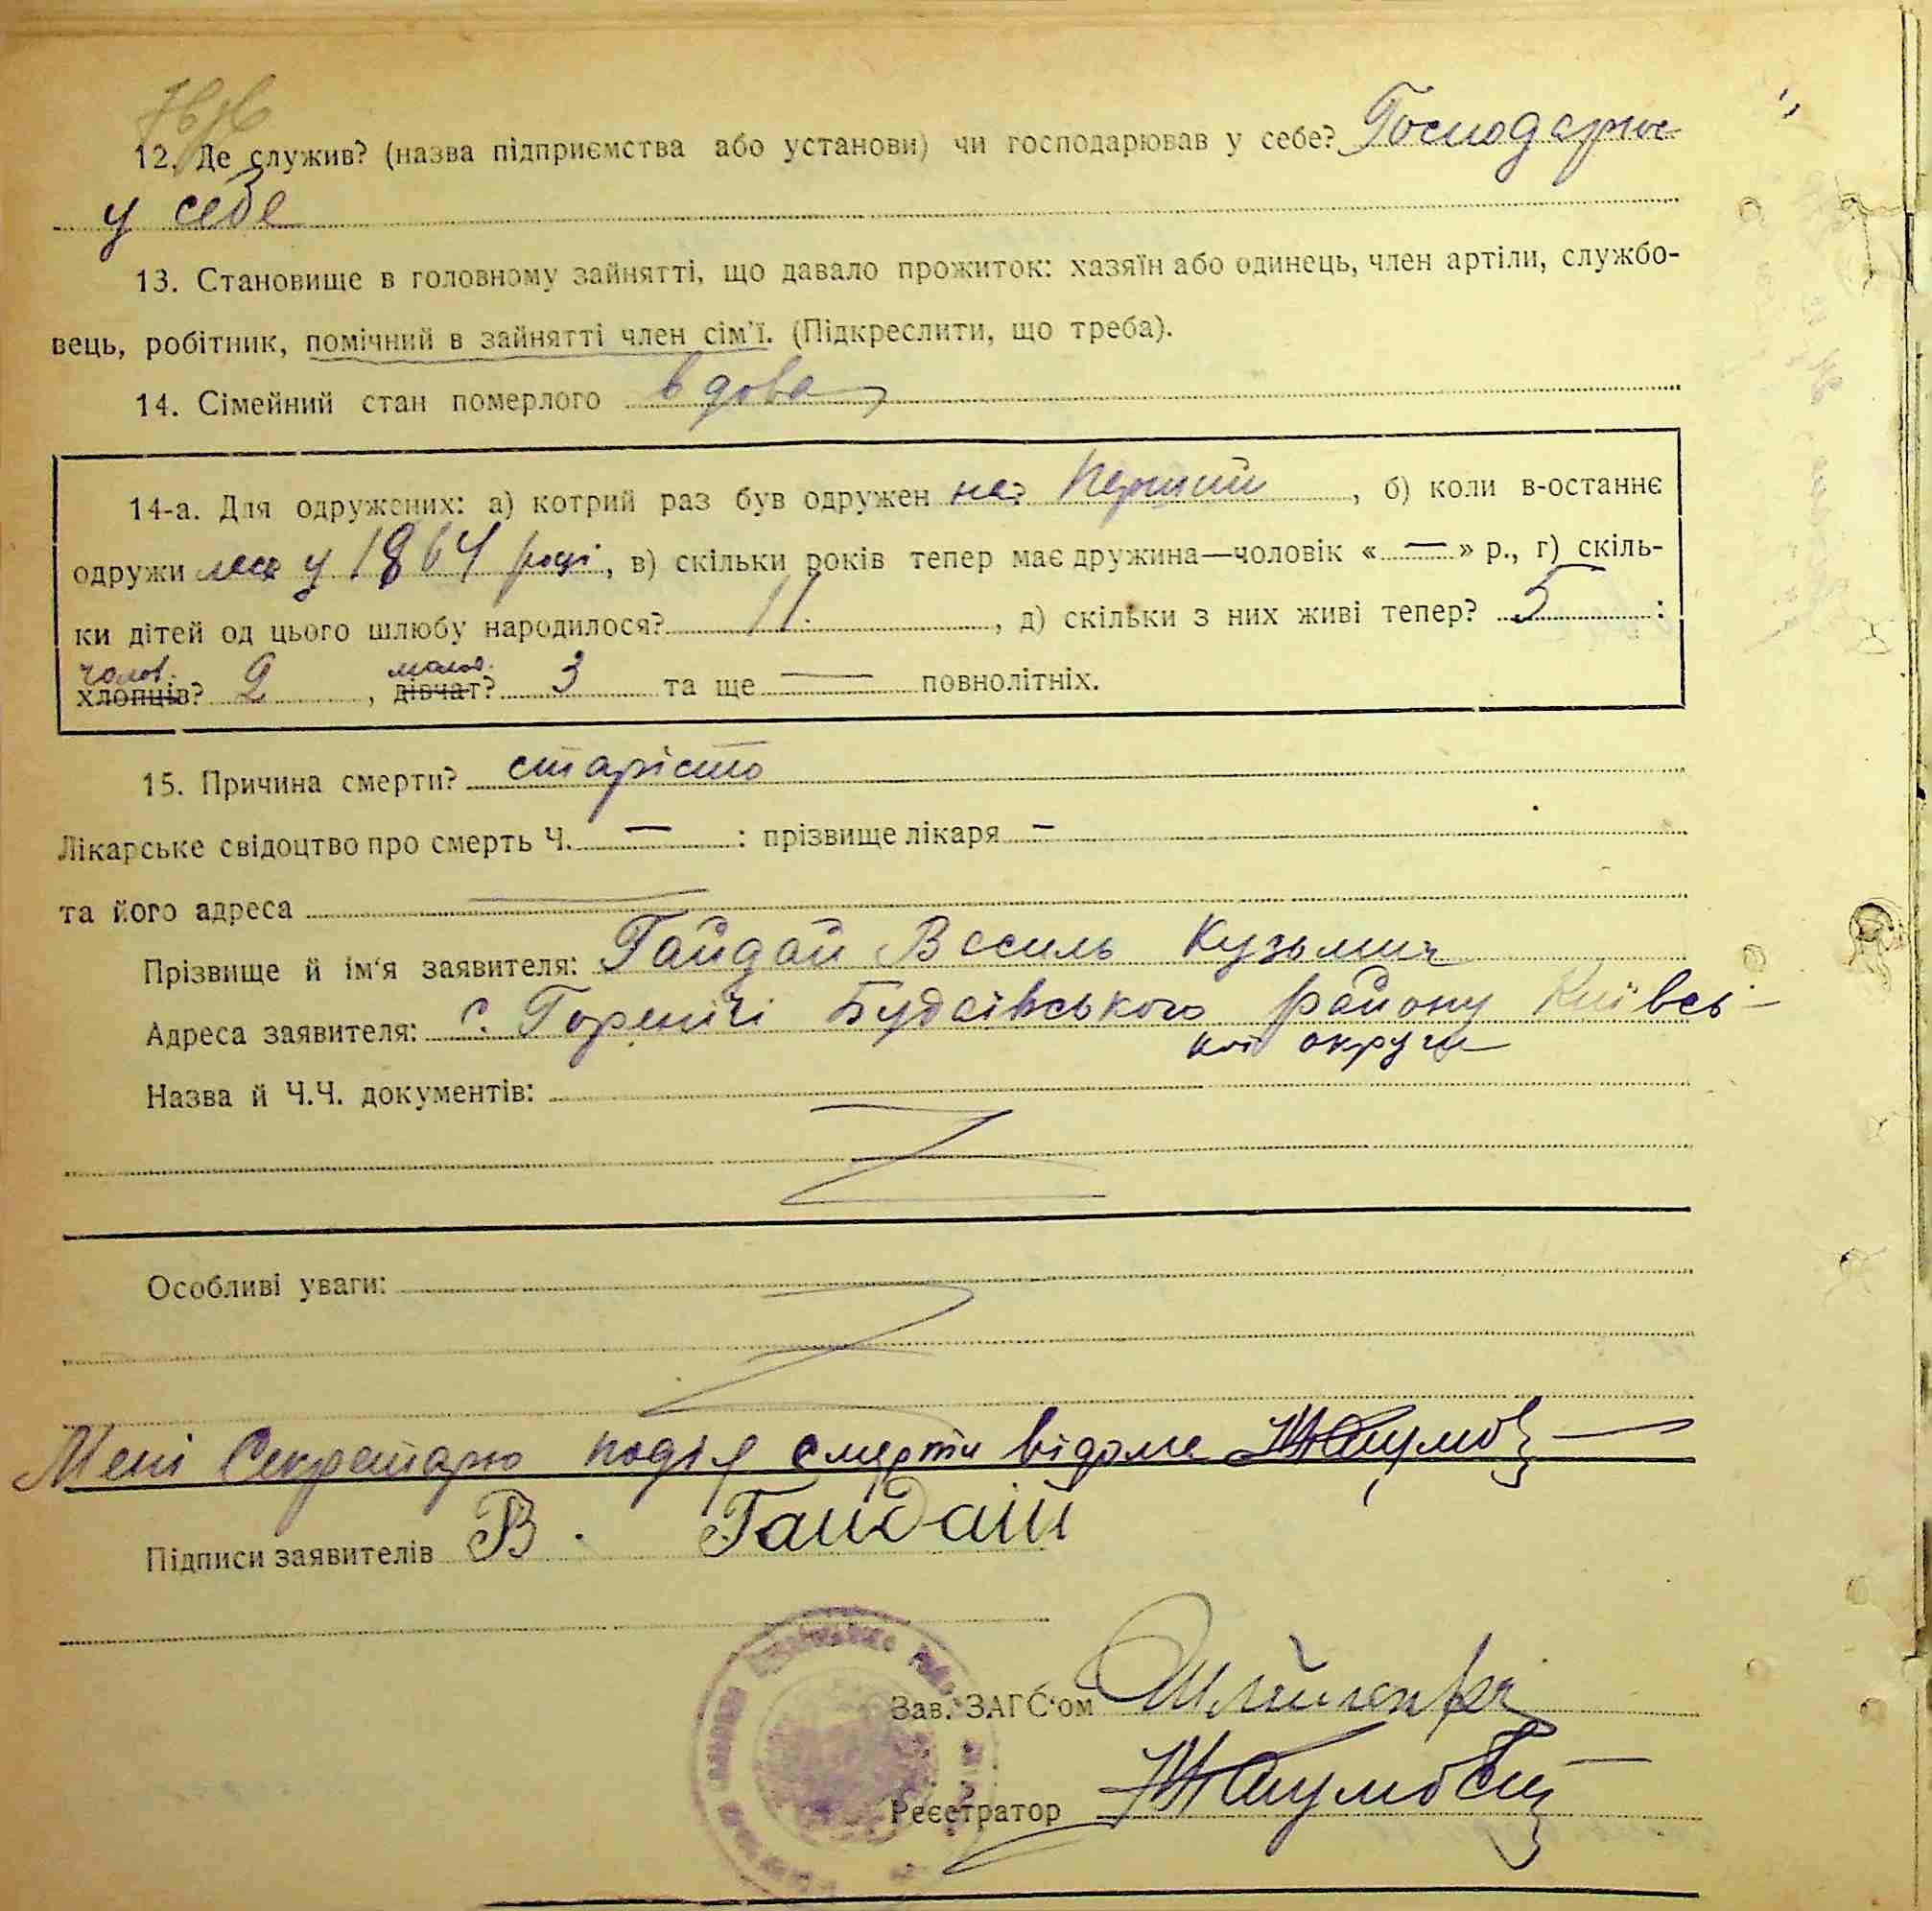 12. Де служив? (назва підприємства або установи) чи господарював у себе? Господарює
у себе
13. Становище в головному зайнятті, що давало прожиток: хазяїн або одинець, член артіли, службо-
вець, робітник, помічний в зайнятті член сім'ї. (Підкреслити, що треба).
14. Сімейний стан померлого вдова
14-а. Для одружених: а) котрий раз був одружен на перший, б) коли в-останнє
одружилася у 1864 році, в) скільки років тепер має дружина—чоловік «—» р., г) скіль-
ки дітей од цього шлюбу народилося? 11, д) скільки з них живі тепер? 5:
чолов. 
хлопців? 2, дівчат? 3 та ще — повнолітніх.
15. Причина смерти? старість
Лікарське свідоцтво про смерть Ч. — : прізвище лікаря —
та його адреса —
Прізвище й ім'я заявителя: Гайдай Василь Кузьмич
Адреса заявителя: с. Горенічі Будаївського району Київсь-
кої округи
Назва й Ч.Ч. документів:
Особливі уваги:
Мені Секретарю подія смерти відома
Підписи заявителів В. Гайдай
Зав. ЗАГС'ом
Реєстратор